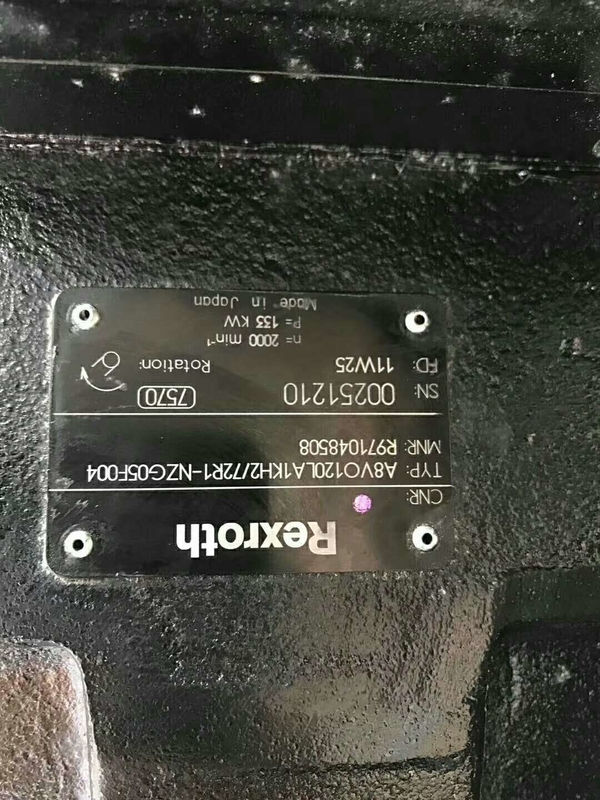 Rexroth
CNR:
TYP: A8VO120LA1KH2/72R1-NZG05F004
MNR: R971048508
SN: 00251210 7570
FD: 11W25 Rotation:
n= 2000 min⁻¹
P= 133 kW
Made in Japan